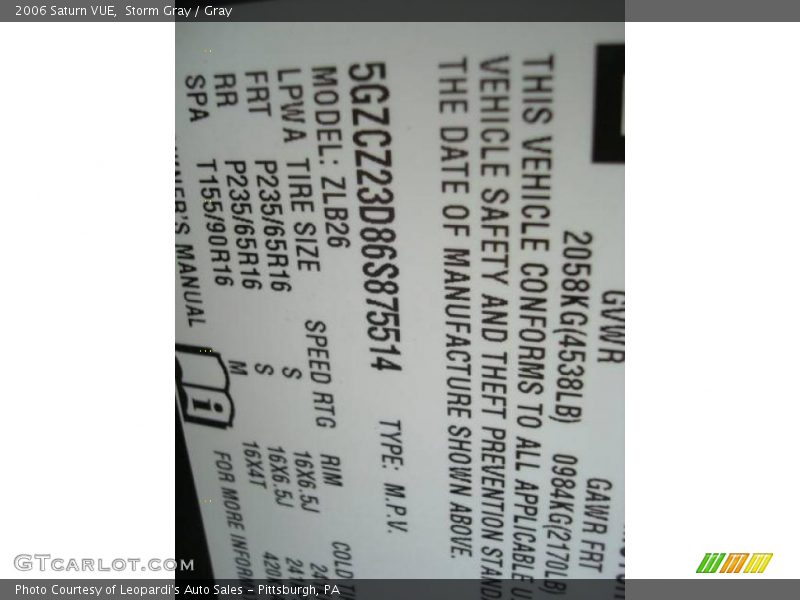 2006 Saturn VUE, Storm Gray / Gray
GVWR GAWR FRT
2058KG(4538LB) 0984KG(2170LB)
THIS VEHICLE CONFORMS TO ALL APPLICABLE
VEHICLE SAFETY AND THEFT PREVENTION
THE DATE OF MANUFACTURE SHOWN ABOVE.
5GZCZ23D86S875514 TYPE: M.P.V.
MODEL: ZLB26
LPWA TIRE SIZE SPEED RTG RIM COLD
FRT P235/65R16 S 16X6.5J
RR P235/65R16 S 16X6.5J
SPA T155/90R16 M 16X4T
MANUAL i FOR MORE
GTCARLOT.COM
Photo Courtesy of Leopardi's Auto Sales - Pittsburgh, PA